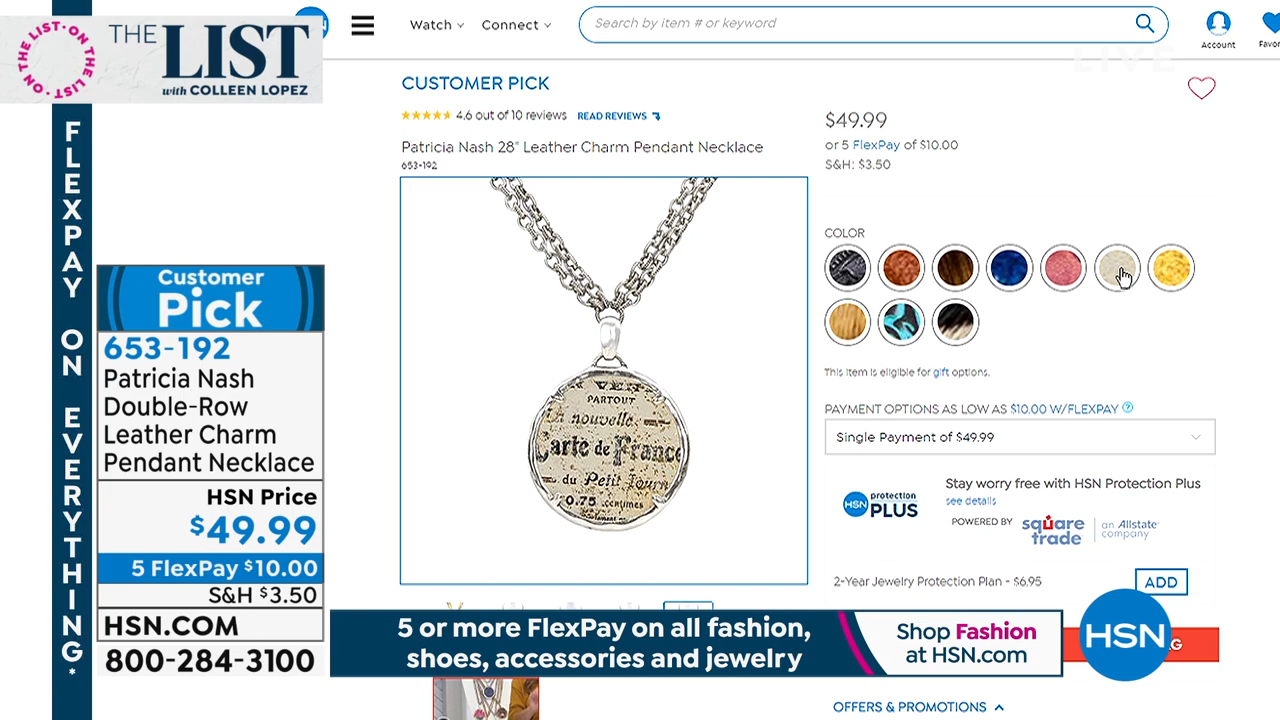 THE LIST
with COLLEEN LOPEZ
ON THE LIST • ON THE LIST •
FLEXPAY ON EVERYTHING*
Customer
Pick
653-192
Patricia Nash
Double-Row
Leather Charm
Pendant Necklace
HSN Price
$49.99
5 FlexPay $10.00
S&H $3.50
HSN.COM
800-284-3100
Watch
Connect
Search by item # or keyword
Account
LIVE
CUSTOMER PICK
4.6 out of 10 reviews READ REVIEWS
Patricia Nash 28" Leather Charm Pendant Necklace
653-192
PARTOUT
nouvelle
Carte de France
du Petit Journ
0.75 centimes
$49.99
or 5 FlexPay of $10.00
S&H: $3.50
COLOR
This item is eligible for gift options.
PAYMENT OPTIONS AS LOW AS $10.00 W/FLEXPAY ?
Single Payment of $49.99
HSN protection PLUS
Stay worry free with HSN Protection Plus
see details
POWERED BY square trade an Allstate company
2-Year Jewelry Protection Plan - $6.95
ADD
5 or more FlexPay on all fashion,
shoes, accessories and jewelry
Shop Fashion
at HSN.com
HSN
OFFERS & PROMOTIONS